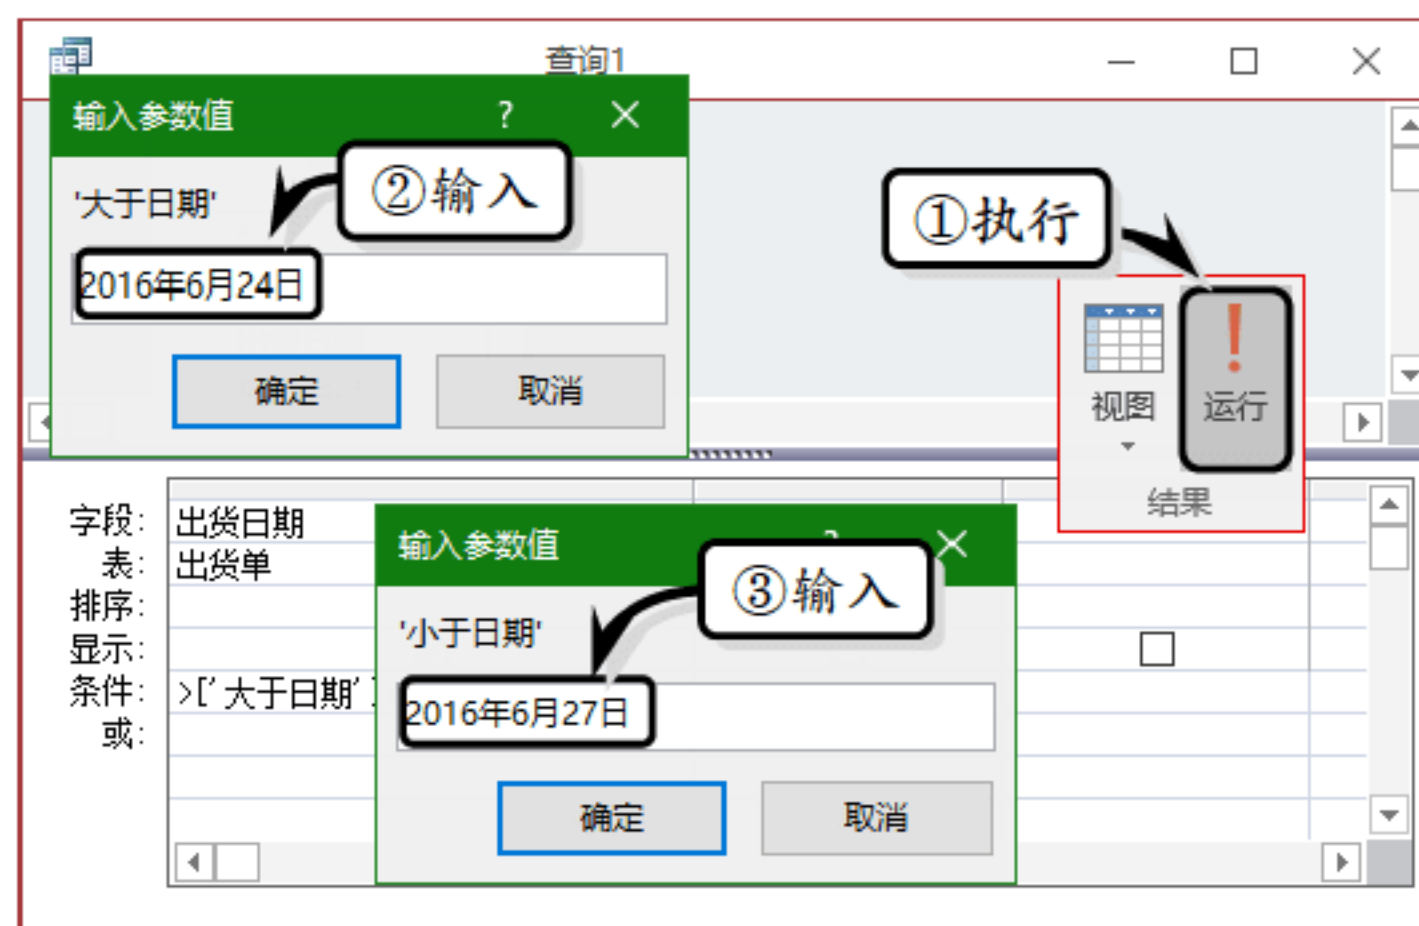 查询1
输入参数值 ? ×
②输入
'大于日期'
2016年6月24日
确定 取消
①执行
视图 运行
结果
字段: 出货日期
表: 出货单
排序:
显示:
条件: >['大于日期'
或:
输入参数值
③输入
'小于日期'
2016年6月27日
确定 取消